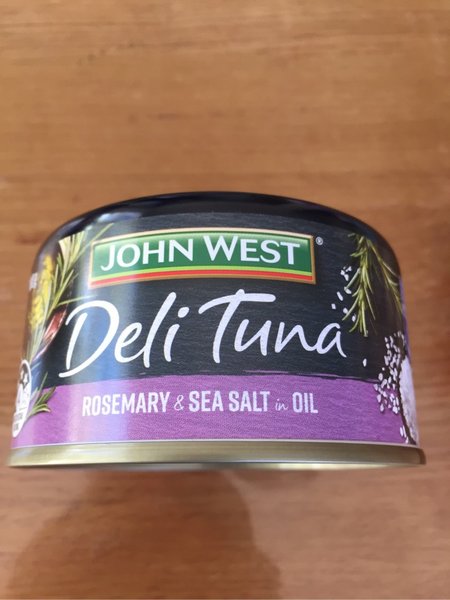 JOHN WEST®
Deli Tuna
ROSEMARY & SEA SALT in OIL